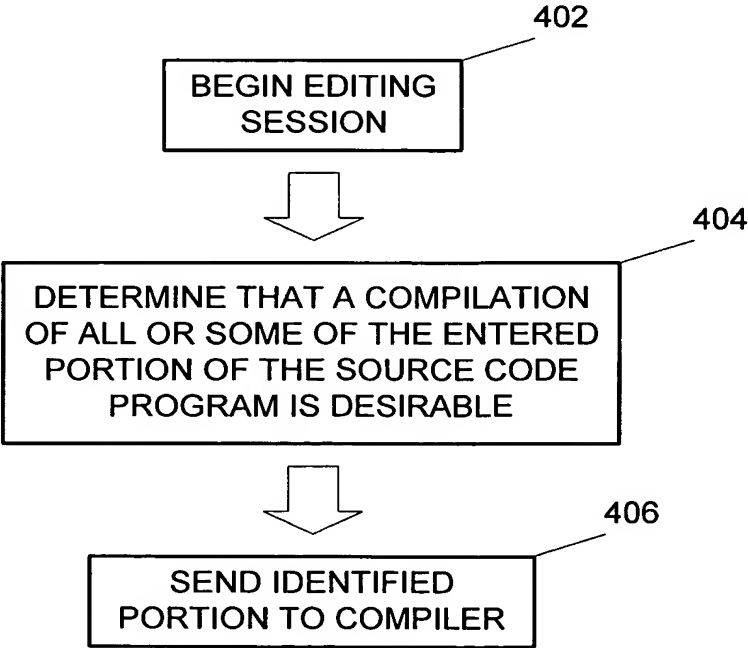 402
BEGIN EDITING
SESSION
404
DETERMINE THAT A COMPILATION
OF ALL OR SOME OF THE ENTERED
PORTION OF THE SOURCE CODE
PROGRAM IS DESIRABLE
406
SEND IDENTIFIED
PORTION TO COMPILER